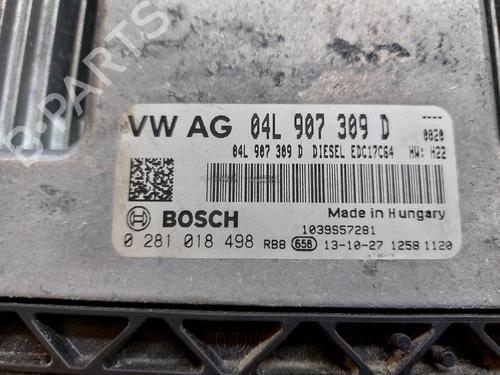 B-PARTS
VW AG 04L 907 309 D ----
0020
04L 907 309 D DIESEL EDC17C64 HW: H22
BOSCH
Made in Hungary
1039S57281
0 281 018 498 RBB 658 13-10-27 1258 1120